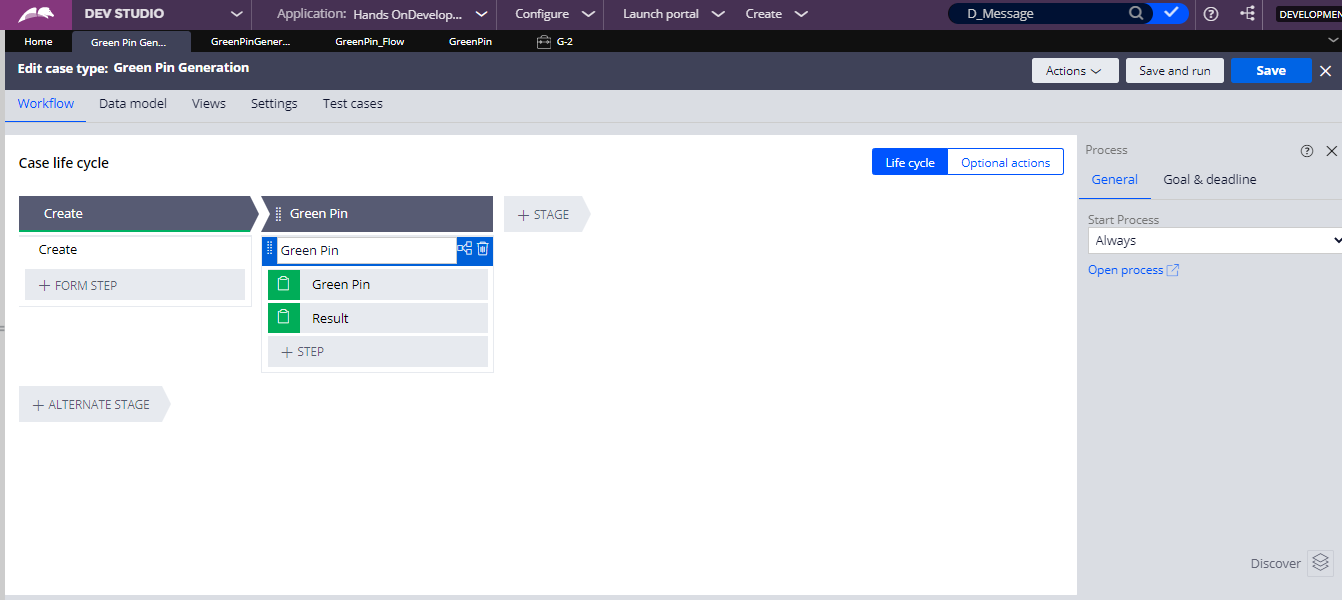 DEV STUDIO
Application: Hands OnDevelop...
Configure
Launch portal
Create
D_Message
DEVELOPMEN
Home
Green Pin Gen...
GreenPinGener...
GreenPin_Flow
GreenPin
G-2
Edit case type: Green Pin Generation
Actions
Save and run
Save
Workflow
Data model
Views
Settings
Test cases
Case life cycle
Life cycle
Optional actions
Create
Green Pin
+ STAGE
Create
+ FORM STEP
Green Pin
Green Pin
Result
+ STEP
+ ALTERNATE STAGE
Process
General
Goal & deadline
Start Process
Always
Open process
Discover